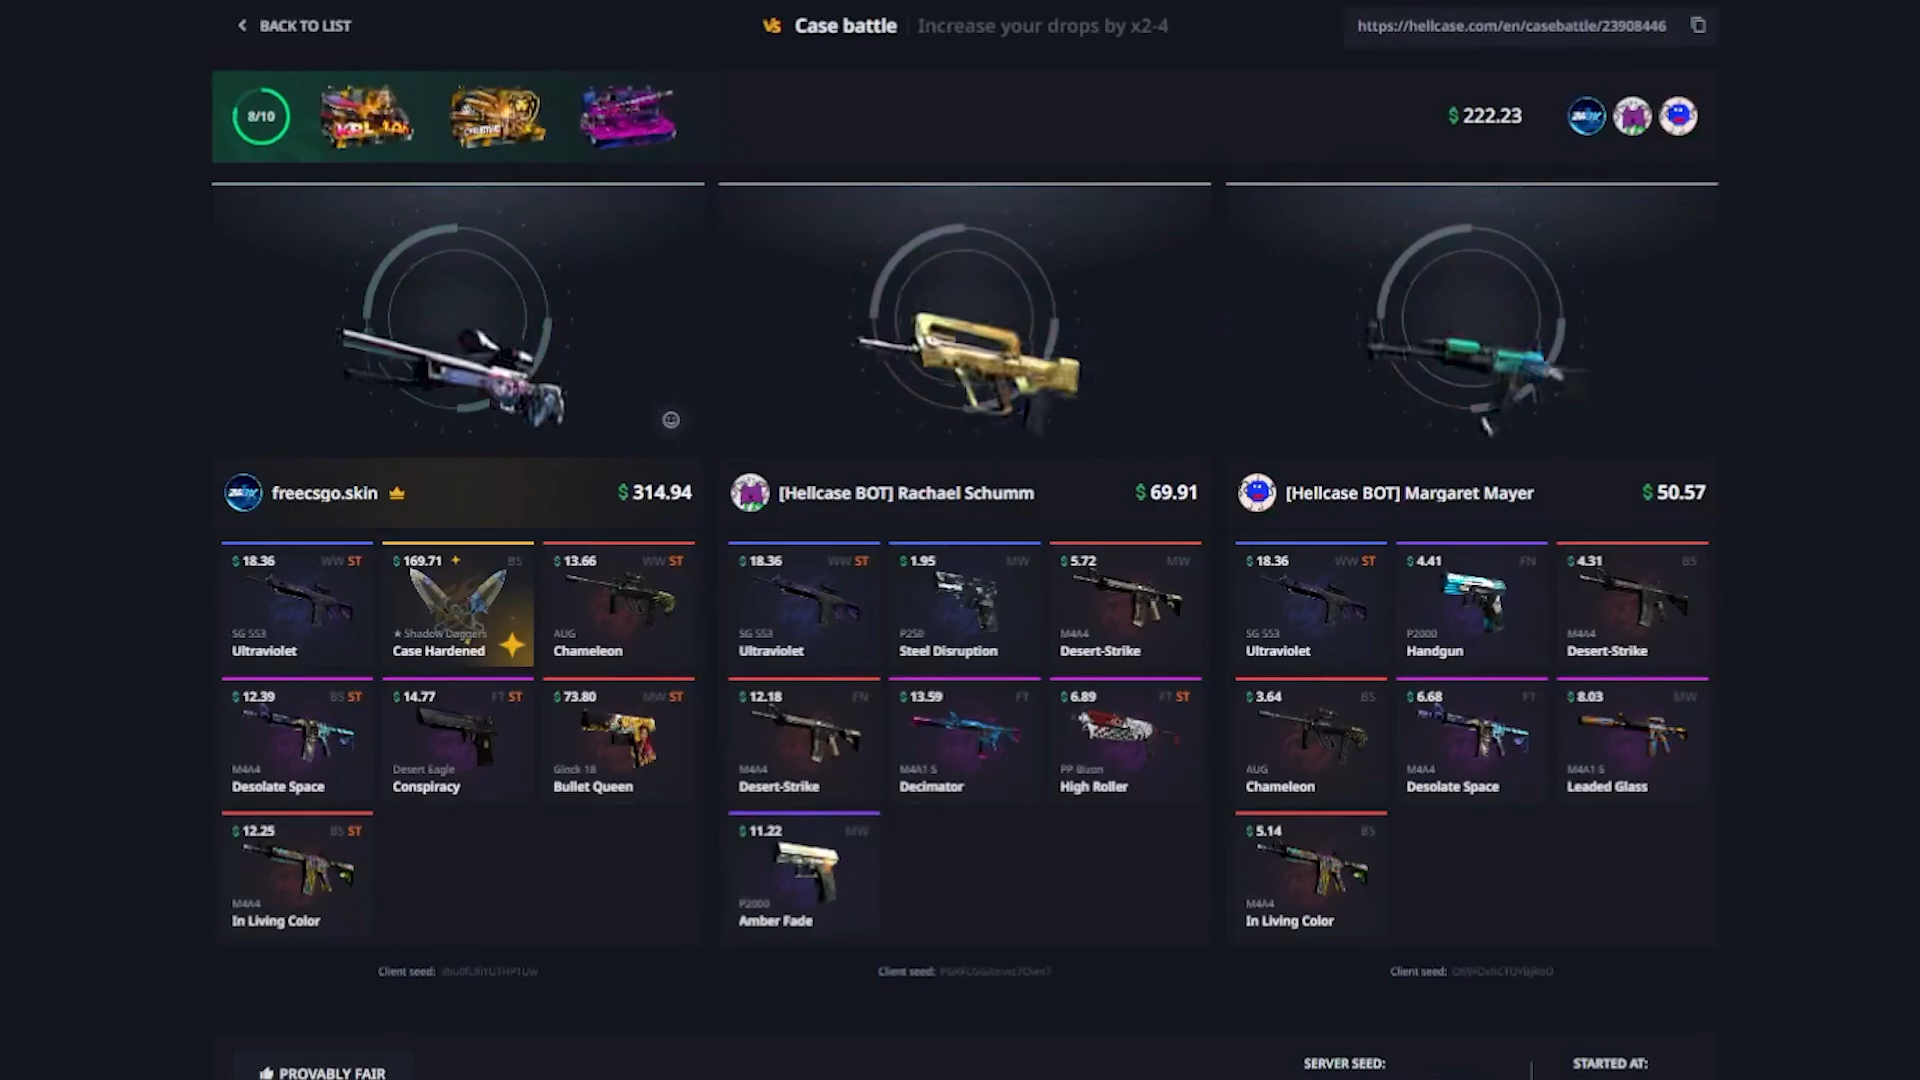 BACK TO LIST
VS Case battle Increase your drops by x2-4
https://hellcase.com/en/casebattle/23908446
8/10
$ 222.23
freecsgo.skin $ 314.94
[Hellcase BOT] Rachael Schumm $ 69.91
[Hellcase BOT] Margaret Mayer $ 50.57
$ 18.36 WW ST
SG 553
Ultraviolet
$ 169.71 BS
★ Shadow Daggers
Case Hardened
$ 13.66 WW ST
AUG
Chameleon
$ 12.39 BS ST
M4A4
Desolate Space
$ 14.77 FT ST
Desert Eagle
Conspiracy
$ 73.80 MW ST
Glock 18
Bullet Queen
$ 12.25 BS ST
M4A4
In Living Color
$ 18.36 WW ST
SG 553
Ultraviolet
$ 1.95 MW
P250
Steel Disruption
$ 5.72 MW
M4A4
Desert-Strike
$ 12.18 FN
M4A4
Desert-Strike
$ 13.59 FT
M4A1 S
Decimator
$ 6.89 FT ST
PP Bizon
High Roller
$ 11.22 MW
P2000
Amber Fade
$ 18.36 WW ST
SG 553
Ultraviolet
$ 4.41 FN
P2000
Handgun
$ 4.31 BS
M4A4
Desert-Strike
$ 3.64 BS
AUG
Chameleon
$ 6.68 FT
M4A4
Desolate Space
$ 8.03 MW
M4A1 S
Leaded Glass
$ 5.14 BS
M4A4
In Living Color
Client seed:
Client seed:
Client seed:
PROVABLY FAIR
SERVER SEED:
STARTED AT: